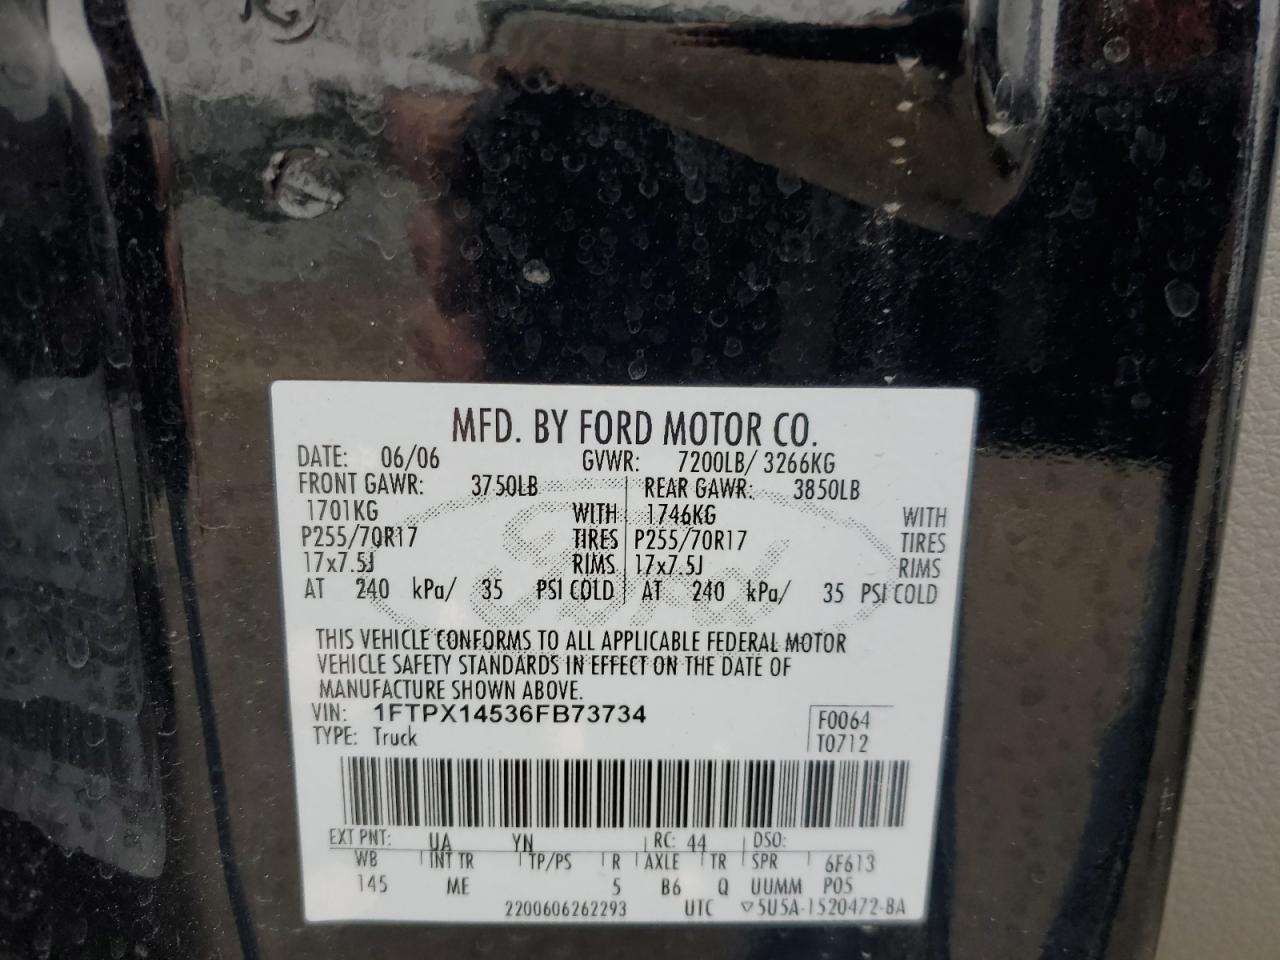 MFD. BY FORD MOTOR CO.
DATE: 06/06 GVWR: 7200LB/ 3266KG
FRONT GAWR: 3750LB REAR GAWR: 3850LB
1701KG WITH 1746KG WITH
P255/70R17 TIRES P255/70R17 TIRES
17x7.5J RIMS 17x7.5J RIMS
AT 240 kPa/ 35 PSI COLD AT 240 kPa/ 35 PSI COLD
THIS VEHICLE CONFORMS TO ALL APPLICABLE FEDERAL MOTOR
VEHICLE SAFETY STANDARDS IN EFFECT ON THE DATE OF
MANUFACTURE SHOWN ABOVE.
VIN: 1FTPX14536FB73734 F0064
TYPE: Truck T0712
EXT PNT: UA YN RC: 44 DSO:
WB INT TR TP/PS R AXLE TR SPR 6F613
145 ME 5 B6 Q UUMM P05
2200606262293 UTC ▽5U5A-1520472-BA